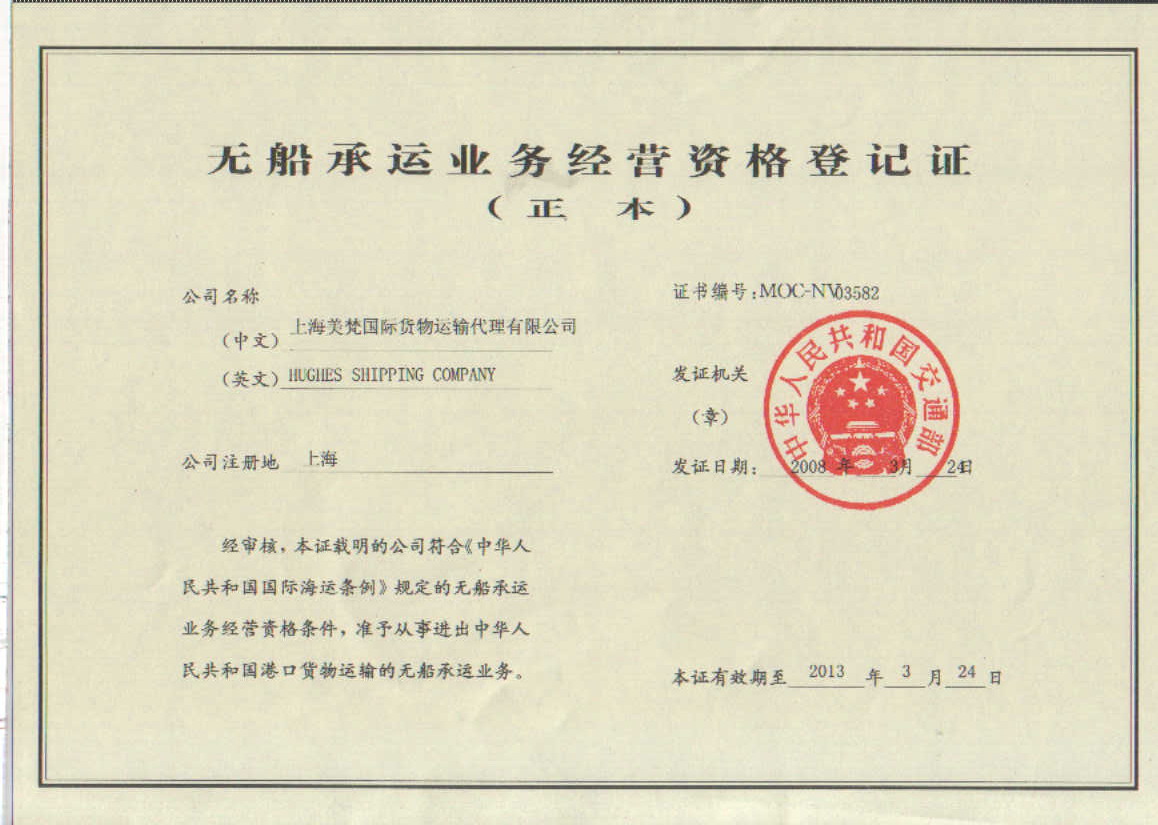 无船承运业务经营资格登记证
（正 本）
公司名称
（中文）上海美梵国际货物运输代理有限公司
（英文）HUGHES SHIPPING COMPANY
公司注册地 上海
经审核，本证载明的公司符合《中华人
民共和国国际海运条例》规定的无船承运
业务经营资格条件，准予从事进出中华人
民共和国港口货物运输的无船承运业务。
证书编号：MOC-NV03582
发证机关
（章）
中华人民共和国交通部
发证日期： 2008 年 3月 24日
本证有效期至 2013 年 3 月 24 日